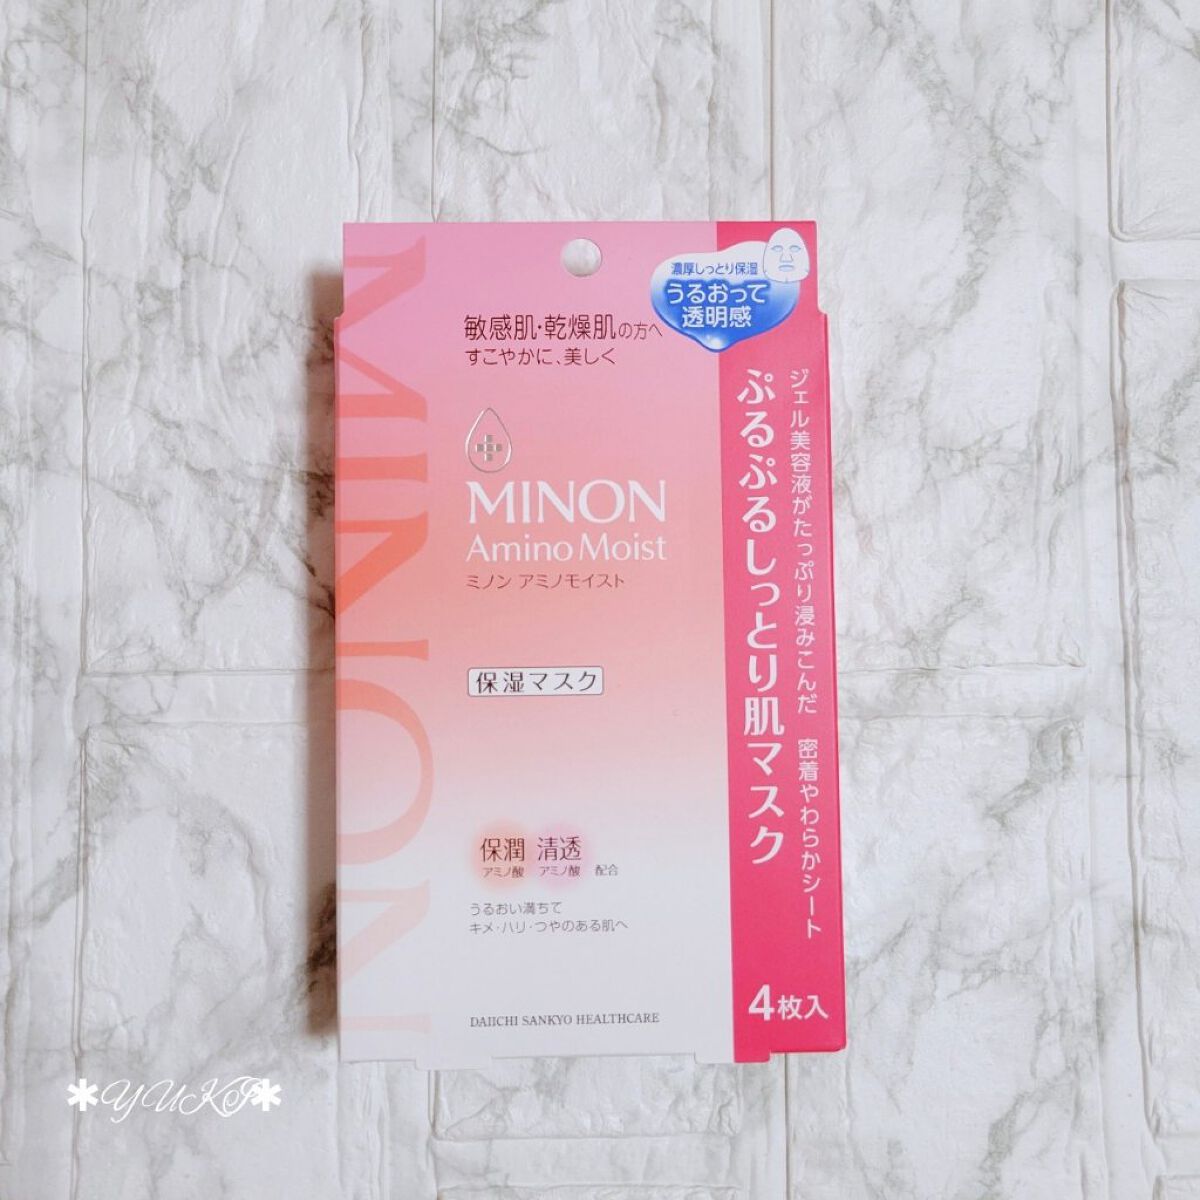 MINON
濃厚しっとり保湿
うるおって
透明感
敏感肌・乾燥肌の方へ
すこやかに、美しく
MINON
Amino Moist
ミノン アミノモイスト
保湿マスク
保潤 清透
アミノ酸 アミノ酸 配合
うるおい満ちて
キメ・ハリ・つやのある肌へ
DAIICHI SANKYO HEALTHCARE
ジェル美容液がたっぷり浸みこんだ 密着やわらかシート
ぷるぷるしっとり肌マスク
4枚入
✱YUKI✱